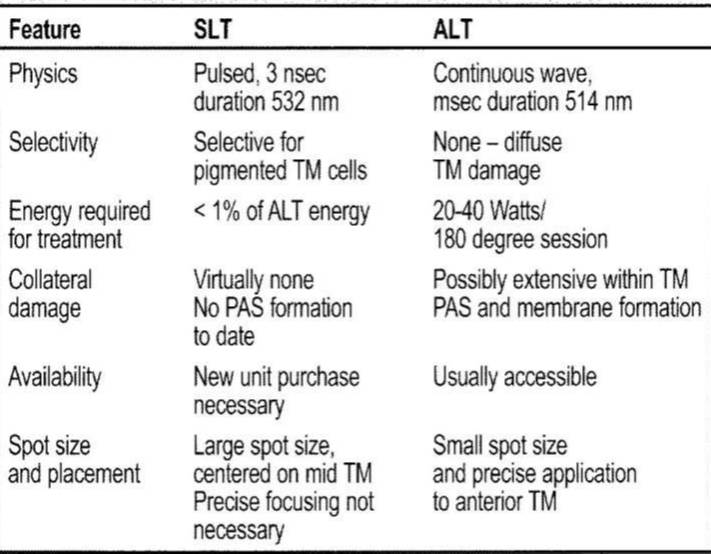 Feature SLT ALT
Physics Pulsed, 3 nsec Continuous wave,
duration 532 nm msec duration 514 nm
Selectivity Selective for None – diffuse
pigmented TM cells TM damage
Energy required < 1% of ALT energy 20-40 Watts/
for treatment 180 degree session
Collateral Virtually none Possibly extensive within TM
damage No PAS formation PAS and membrane formation
to date
Availability New unit purchase Usually accessible
necessary
Spot size Large spot size, Small spot size
and placement centered on mid TM and precise application
Precise focusing not to anterior TM
necessary